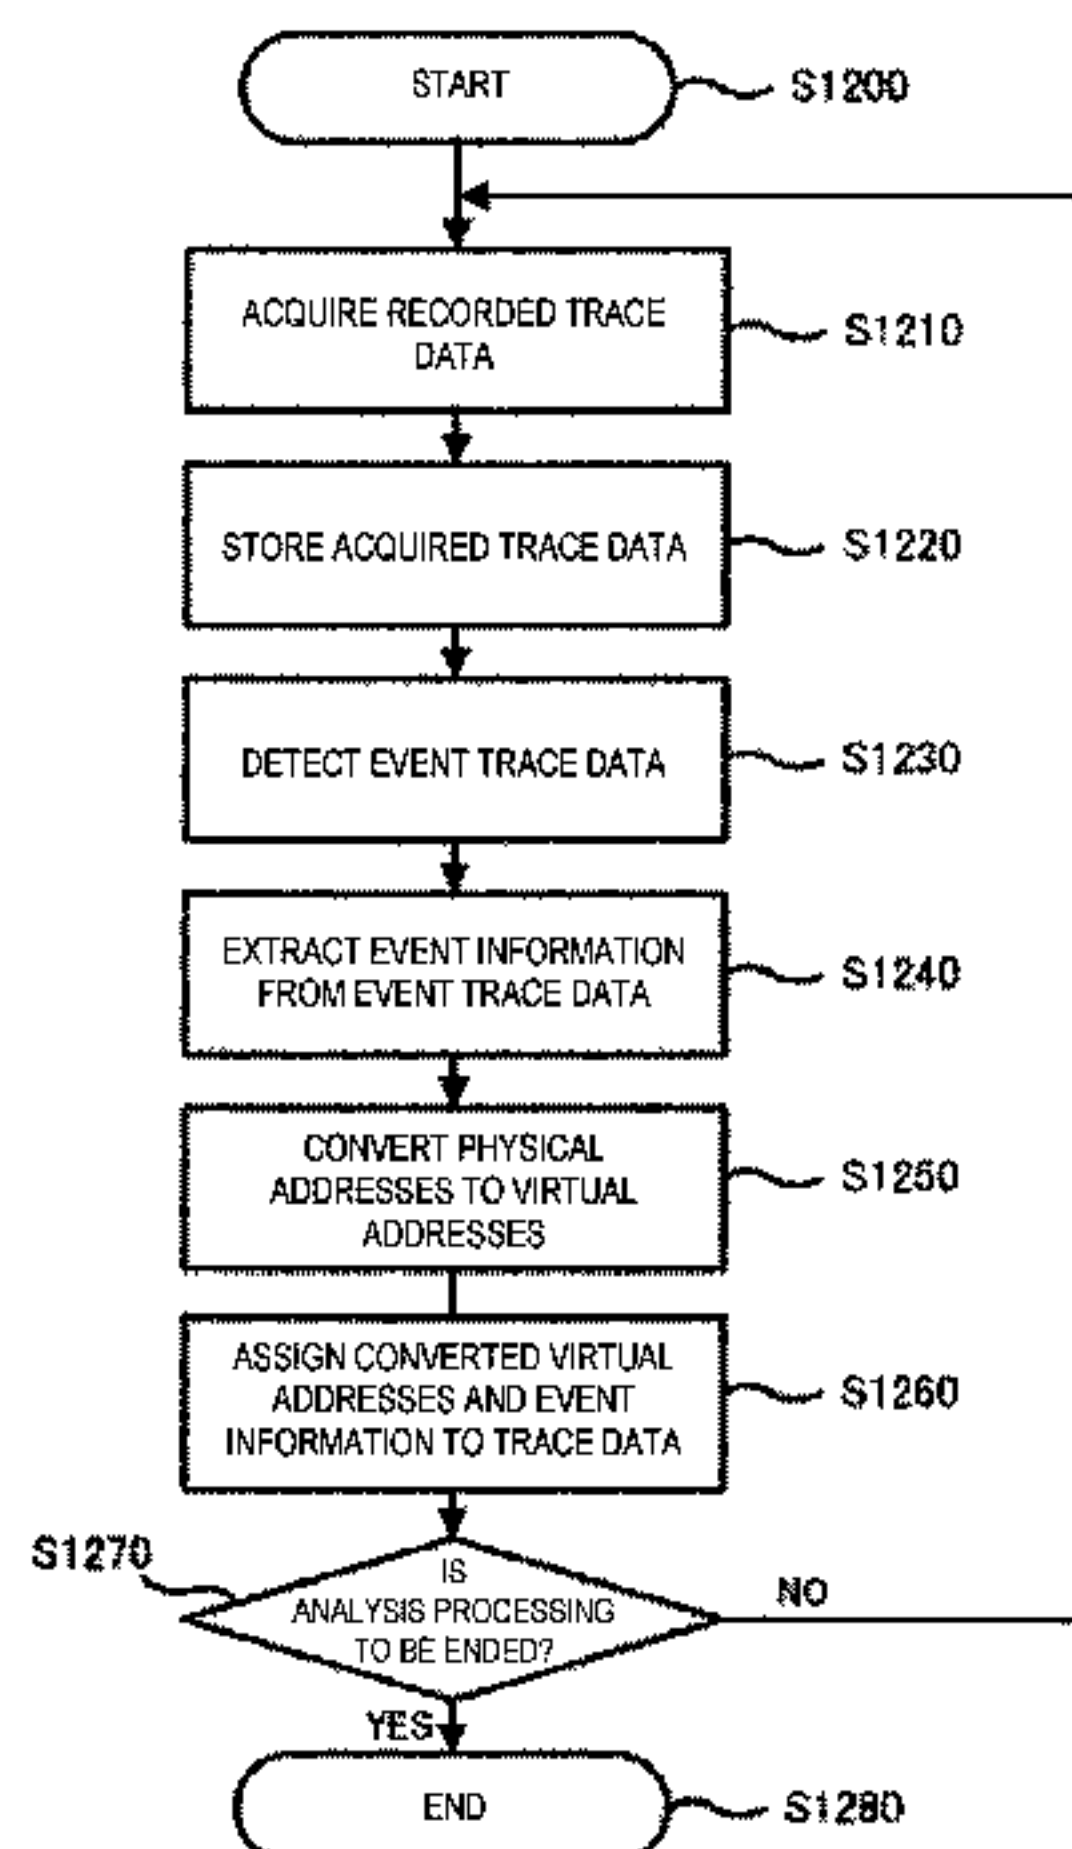 START
S1200
ACQUIRE RECORDED TRACE
DATA
S1210
STORE ACQUIRED TRACE DATA
S1220
DETECT EVENT TRACE DATA
S1230
EXTRACT EVENT INFORMATION
FROM EVENT TRACE DATA
S1240
CONVERT PHYSICAL
ADDRESSES TO VIRTUAL
ADDRESSES
S1250
ASSIGN CONVERTED VIRTUAL
ADDRESSES AND EVENT
INFORMATION TO TRACE DATA
S1260
S1270
IS
ANALYSIS PROCESSING
TO BE ENDED?
NO
YES
END
S1280